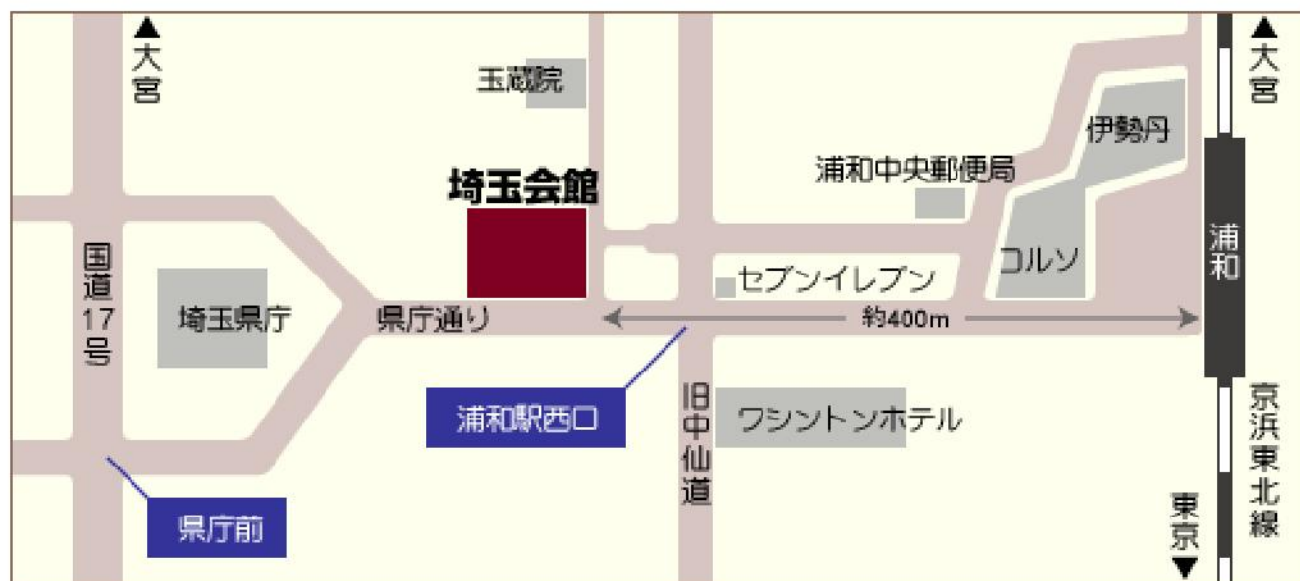 ▲大宮
▲大宮
玉蔵院
伊勢丹
浦和中央郵便局
埼玉会館
浦和
国道17号
コルソ
セブンイレブン
埼玉県庁
県庁通り
約400m
浦和駅西口
旧中仙道
ワシントンホテル
京浜東北線
県庁前
東京▼